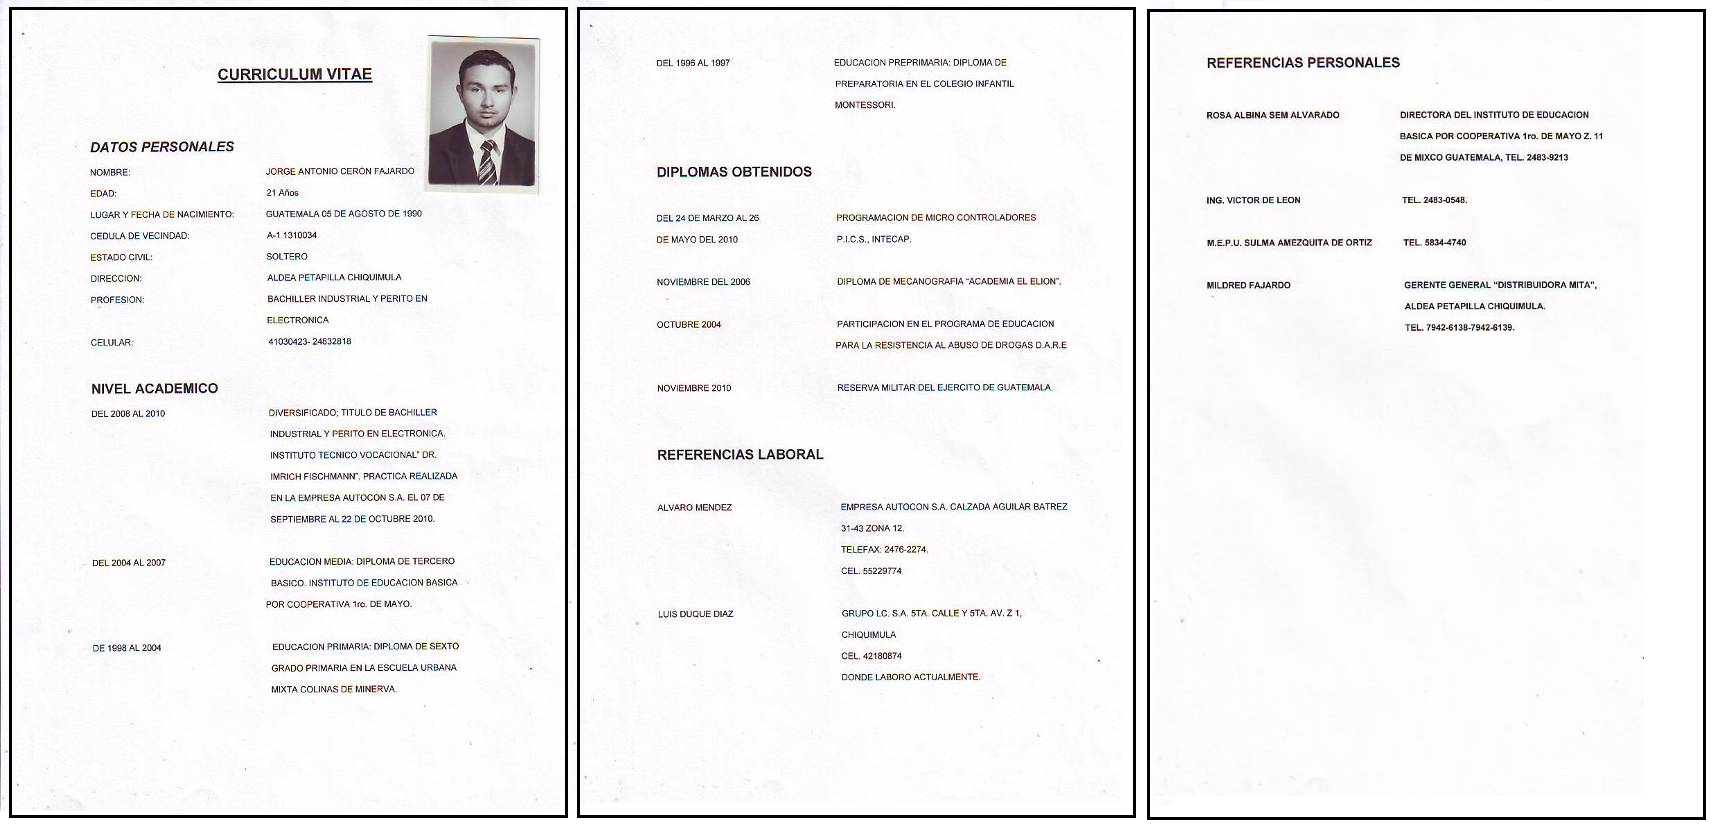 CURRICULUM VITAE
DATOS PERSONALES
NOMBRE: JORGE ANTONIO CERÓN FAJARDO
EDAD: 21 Años
LUGAR Y FECHA DE NACIMIENTO: GUATEMALA 05 DE AGOSTO DE 1990
CEDULA DE VECINDAD: A-1 1310034
ESTADO CIVIL: SOLTERO
DIRECCION: ALDEA PETAPILLA CHIQUIMULA
PROFESION: BACHILLER INDUSTRIAL Y PERITO EN
ELECTRONICA
CELULAR: 41030423- 24832818
NIVEL ACADEMICO
DEL 2008 AL 2010 DIVERSIFICADO; TITULO DE BACHILLER
INDUSTRIAL Y PERITO EN ELECTRONICA.
INSTITUTO TECNICO VOCACIONAL" DR.
IMRICH FISCHMANN". PRACTICA REALIZADA
EN LA EMPRESA AUTOCON S.A. EL 07 DE
SEPTIEMBRE AL 22 DE OCTUBRE 2010.
DEL 2004 AL 2007 EDUCACION MEDIA: DIPLOMA DE TERCERO
BASICO. INSTITUTO DE EDUCACION BASICA
POR COOPERATIVA 1ro. DE MAYO.
DE 1998 AL 2004 EDUCACION PRIMARIA: DIPLOMA DE SEXTO
GRADO PRIMARIA EN LA ESCUELA URBANA
MIXTA COLINAS DE MINERVA.
DEL 1996 AL 1997 EDUCACION PREPRIMARIA: DIPLOMA DE
PREPARATORIA EN EL COLEGIO INFANTIL
MONTESSORI.
DIPLOMAS OBTENIDOS
DEL 24 DE MARZO AL 26 PROGRAMACION DE MICRO CONTROLADORES
DE MAYO DEL 2010 P.I.C.S., INTECAP.
NOVIEMBRE DEL 2006 DIPLOMA DE MECANOGRAFIA "ACADEMIA EL ELION".
OCTUBRE 2004 PARTICIPACION EN EL PROGRAMA DE EDUCACION
PARA LA RESISTENCIA AL ABUSO DE DROGAS D.A.R.E
NOVIEMBRE 2010 RESERVA MILITAR DEL EJERCITO DE GUATEMALA.
REFERENCIAS LABORAL
ALVARO MENDEZ EMPRESA AUTOCON S.A. CALZADA AGUILAR BATREZ
31-43 ZONA 12.
TELEFAX: 2476-2274.
CEL. 55229774
LUIS DUQUE DIAZ GRUPO LC. S.A. 5TA. CALLE Y 5TA. AV. Z 1,
CHIQUIMULA
CEL. 42180874
DONDE LABORO ACTUALMENTE.
REFERENCIAS PERSONALES
ROSA ALBINA SEM ALVARADO DIRECTORA DEL INSTITUTO DE EDUCACION
BASICA POR COOPERATIVA 1ro. DE MAYO Z. 11
DE MIXCO GUATEMALA, TEL. 2483-9213
ING. VICTOR DE LEON TEL. 2483-0548.
M.E.P.U. SULMA AMEZQUITA DE ORTIZ TEL. 5834-4740
MILDRED FAJARDO GERENTE GENERAL "DISTRIBUIDORA MITA",
ALDEA PETAPILLA CHIQUIMULA.
TEL. 7942-6138-7942-6139.